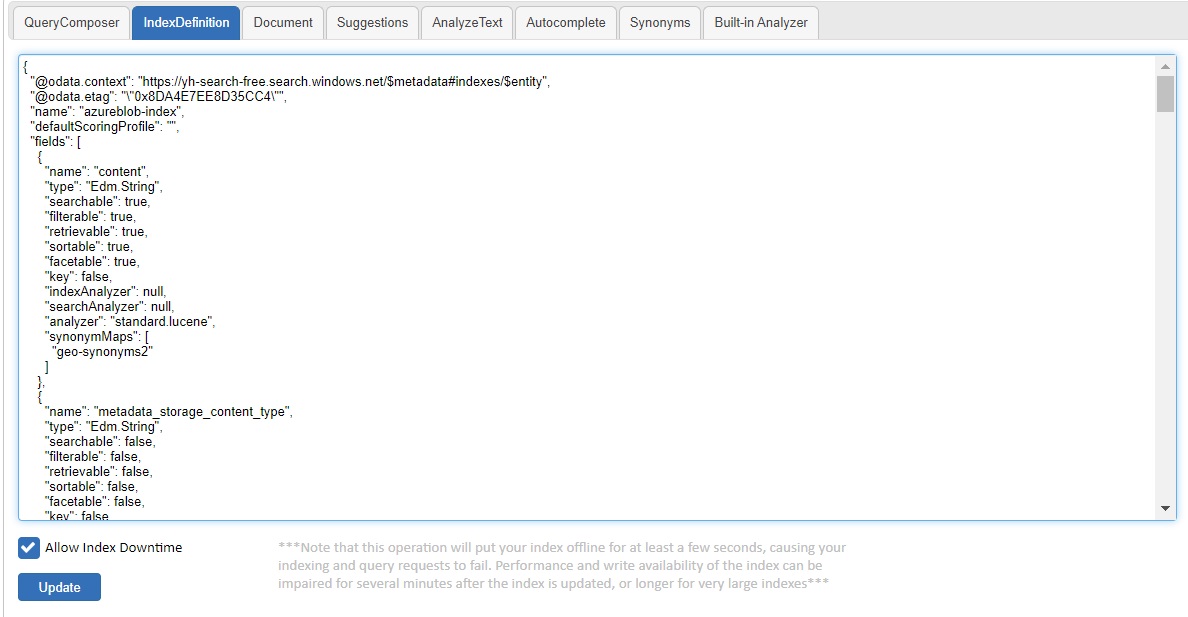 QueryComposer IndexDefinition Document Suggestions AnalyzeText Autocomplete Synonyms Built-in Analyzer
{
"@odata.context": "https://yh-search-free.search.windows.net/$metadata#indexes/$entity",
"@odata.etag": "\"0x8DA4E7EE8D35CC4\"",
"name": "azureblob-index",
"defaultScoringProfile": "",
"fields": [
{
"name": "content",
"type": "Edm.String",
"searchable": true,
"filterable": true,
"retrievable": true,
"sortable": true,
"facetable": true,
"key": false,
"indexAnalyzer": null,
"searchAnalyzer": null,
"analyzer": "standard.lucene",
"synonymMaps": [
"geo-synonyms2"
]
},
{
"name": "metadata_storage_content_type",
"type": "Edm.String",
"searchable": false,
"filterable": false,
"retrievable": false,
"sortable": false,
"facetable": false,
"key": false
Allow Index Downtime
***Note that this operation will put your index offline for at least a few seconds, causing your
indexing and query requests to fail. Performance and write availability of the index can be
impaired for several minutes after the index is updated, or longer for very large indexes***
Update